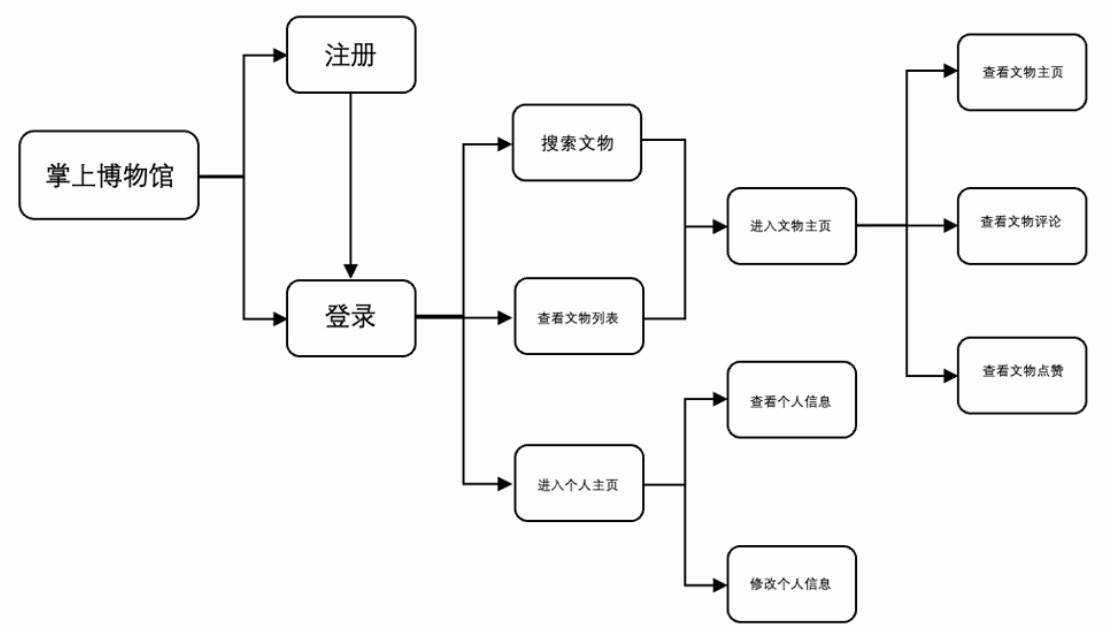 掌上博物馆
注册
登录
搜索文物
查看文物列表
进入个人主页
进入文物主页
查看个人信息
修改个人信息
查看文物主页
查看文物评论
查看文物点赞